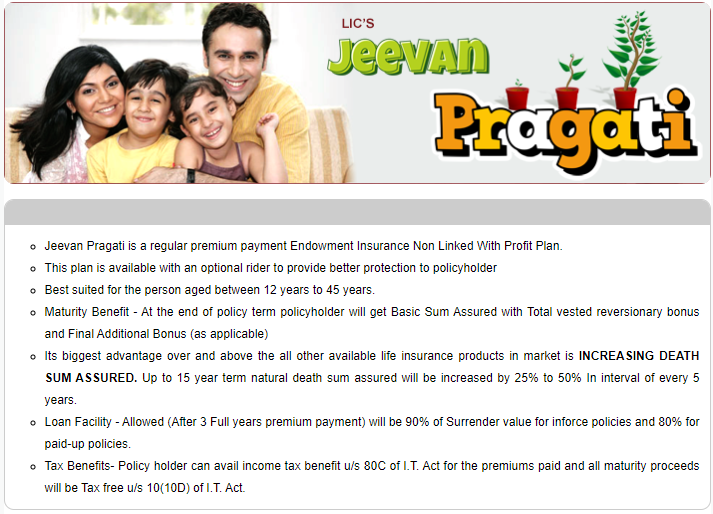 LIC'S
Jeevan
Pragati
Jeevan Pragati is a regular premium payment Endowment Insurance Non Linked With Profit Plan.
This plan is available with an optional rider to provide better protection to policyholder
Best suited for the person aged between 12 years to 45 years.
Maturity Benefit - At the end of policy term policyholder will get Basic Sum Assured with Total vested reversionary bonus
and Final Additional Bonus (as applicable)
Its biggest advantage over and above the all other available life insurance products in market is INCREASING DEATH
SUM ASSURED. Up to 15 year term natural death sum assured will be increased by 25% to 50% In interval of every 5
years.
Loan Facility - Allowed (After 3 Full years premium payment) will be 90% of Surrender value for inforce policies and 80% for
paid-up policies.
Tax Benefits- Policy holder can avail income tax benefit u/s 80C of I.T. Act for the premiums paid and all maturity proceeds
will be Tax free u/s 10(10D) of I.T. Act.